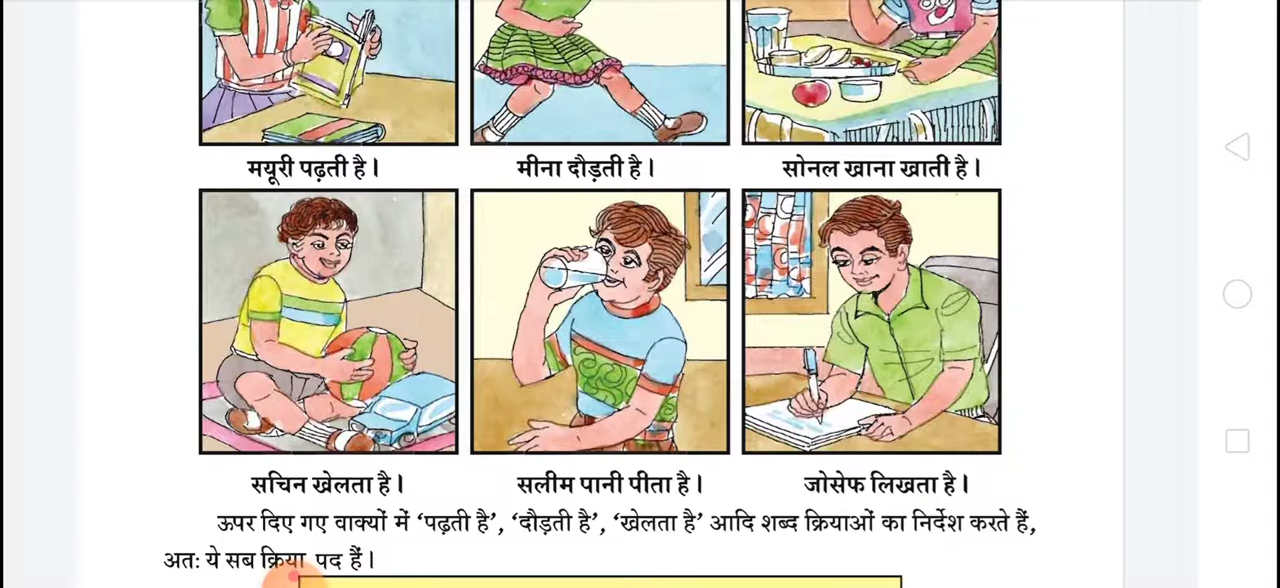 मयूरी पढ़ती है।
मीना दौड़ती है।
सोनल खाना खाती है।
सचिन खेलता है।
सलीम पानी पीता है।
जोसेफ लिखता है।
ऊपर दिए गए वाक्यों में ‘पढ़ती है’, ‘दौड़ती है’, ‘खेलता है’ आदि शब्द क्रियाओं का निर्देश करते हैं,
अतः ये सब क्रिया पद हैं।